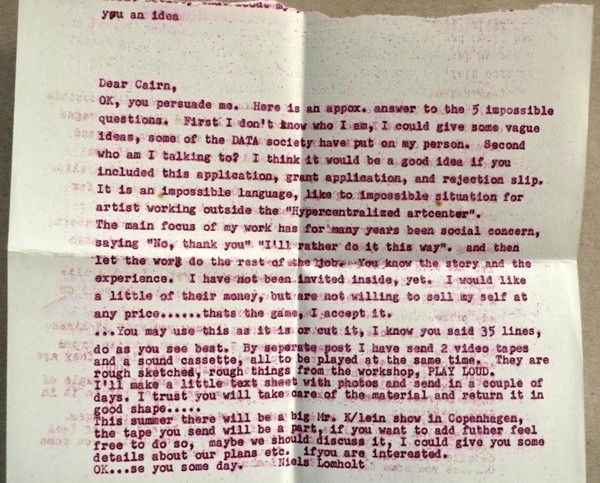 you an idea
Dear Cairn,
OK, you persuade me. Here is an appox. answer to the 5 impossible
questions. First I don't know who I am, I could give some vague
ideas, some of the DATA society have put on my person. Second
who am I talking to? I think it would be a good idea if you
included this application, grant application, and rejection slip.
It is an impossible language, like to impossible situation for
artist working outside the "Hypercentralized artcenter".
The main focus of my work has for many years been social concern,
saying "No, thank you" "I'll rather do it this way". and then
let the work do the rest of the job. You know the story and the
experience. I have not been invited inside, yet. I would like
a little of their money, but are not willing to sell my self at
any price......thats the game, I accept it.
...You may use this as it is or cut it, I know you said 35 lines,
do as you see best. By seperate post I have send 2 video tapes
and a sound cassette, all to be played at the same time. They are
rough sketched, rough things from the workshop, PLAY LOUD.
I'll make a little text sheet with photos and send in a couple of
days. I trust you will take care of the material and return it in
good shape.....
This summer there will be a big Mr. K/lein show in Copenhagen,
the tape you send will be a part, if you want to add futher feel
free to do so, maybe we should discuss it, I could give you some
details about our plans etc. ifyou are interested.
OK...se you some day. Niels Lomholt